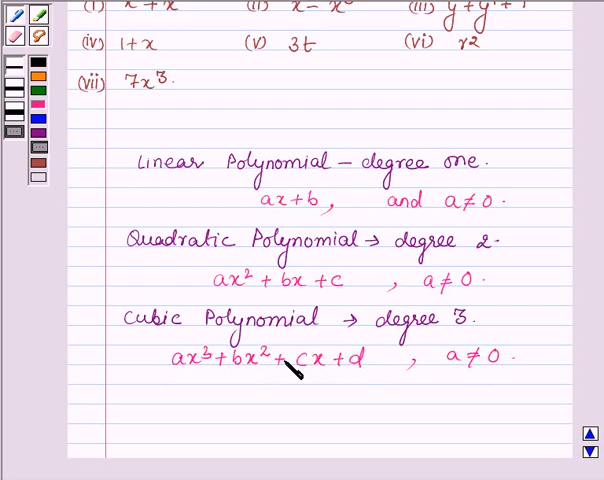 (iv) 1+x (v) 3t (vi) r2
(vii) 7x³.
Linear Polynomial – degree one.
ax+b, and a≠0.
Quadratic Polynomial → degree 2.
ax² + bx + c , a≠0.
Cubic Polynomial → degree 3.
ax³ + bx² + cx + d , a≠0.